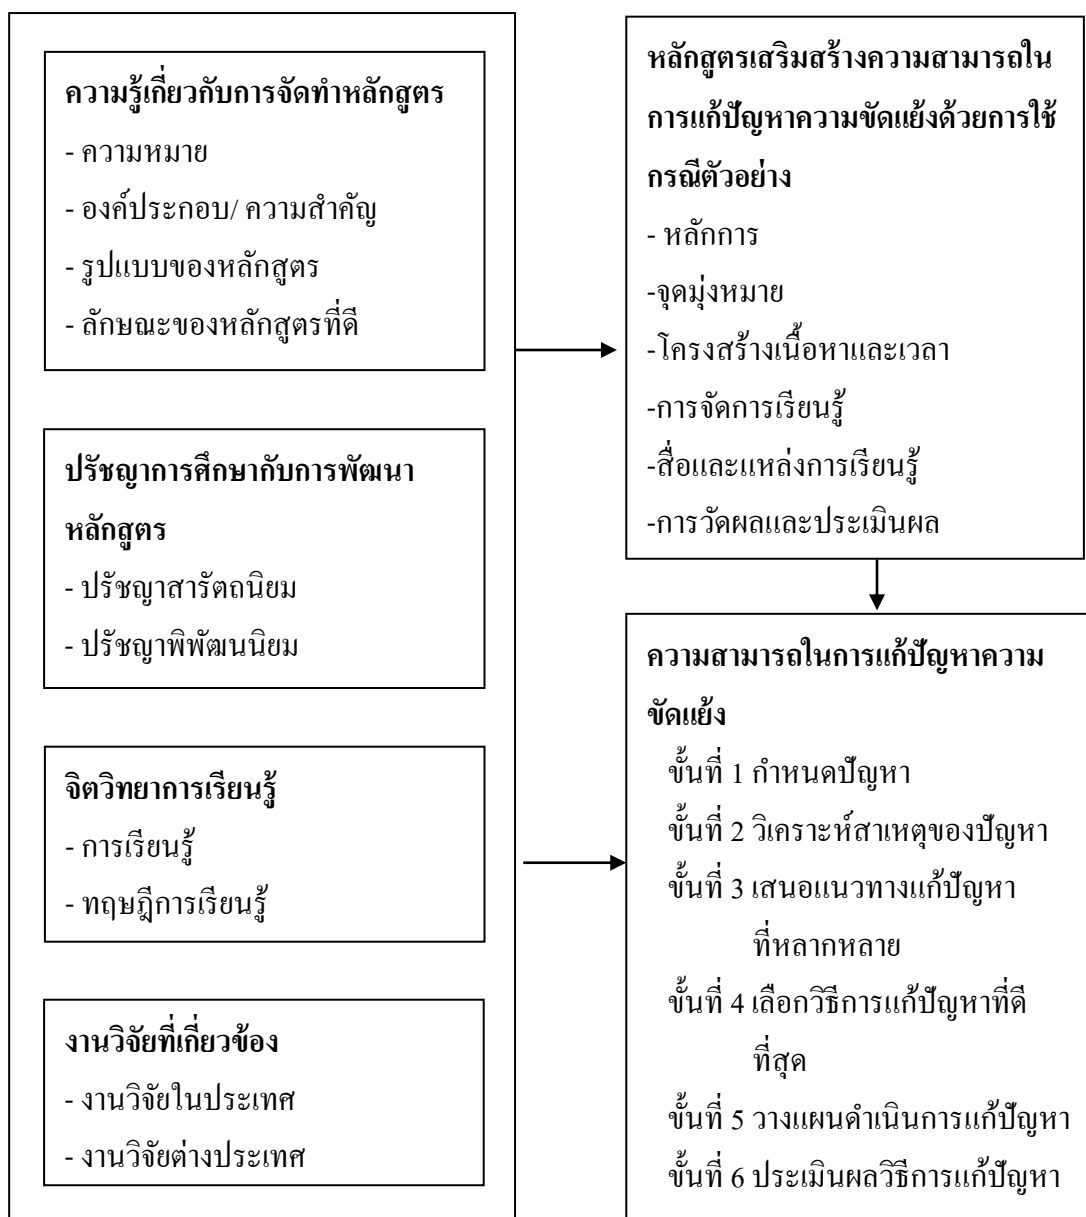 ความรู้เกี่ยวกับการจัดทำหลักสูตร
- ความหมาย
- องค์ประกอบ/ ความสำคัญ
- รูปแบบของหลักสูตร
- ลักษณะของหลักสูตรที่ดี
ปรัชญาการศึกษากับการพัฒนา
หลักสูตร
- ปรัชญาสารัตถนิยม
- ปรัชญาพิพัฒนนิยม
จิตวิทยาการเรียนรู้
- การเรียนรู้
- ทฤษฎีการเรียนรู้
งานวิจัยที่เกี่ยวข้อง
- งานวิจัยในประเทศ
- งานวิจัยต่างประเทศ
หลักสูตรเสริมสร้างความสามารถใน
การแก้ปัญหาความขัดแย้งด้วยการใช้
กรณีตัวอย่าง
- หลักการ
-จุดมุ่งหมาย
-โครงสร้างเนื้อหาและเวลา
-การจัดการเรียนรู้
-สื่อและแหล่งการเรียนรู้
-การวัดผลและประเมินผล
ความสามารถในการแก้ปัญหาความ
ขัดแย้ง
ขั้นที่ 1 กำหนดปัญหา
ขั้นที่ 2 วิเคราะห์สาเหตุของปัญหา
ขั้นที่ 3 เสนอแนวทางแก้ปัญหา
ที่หลากหลาย
ขั้นที่ 4 เลือกวิธีการแก้ปัญหาที่ดี
ที่สุด
ขั้นที่ 5 วางแผนดำเนินการแก้ปัญหา
ขั้นที่ 6 ประเมินผลวิธีการแก้ปัญหา